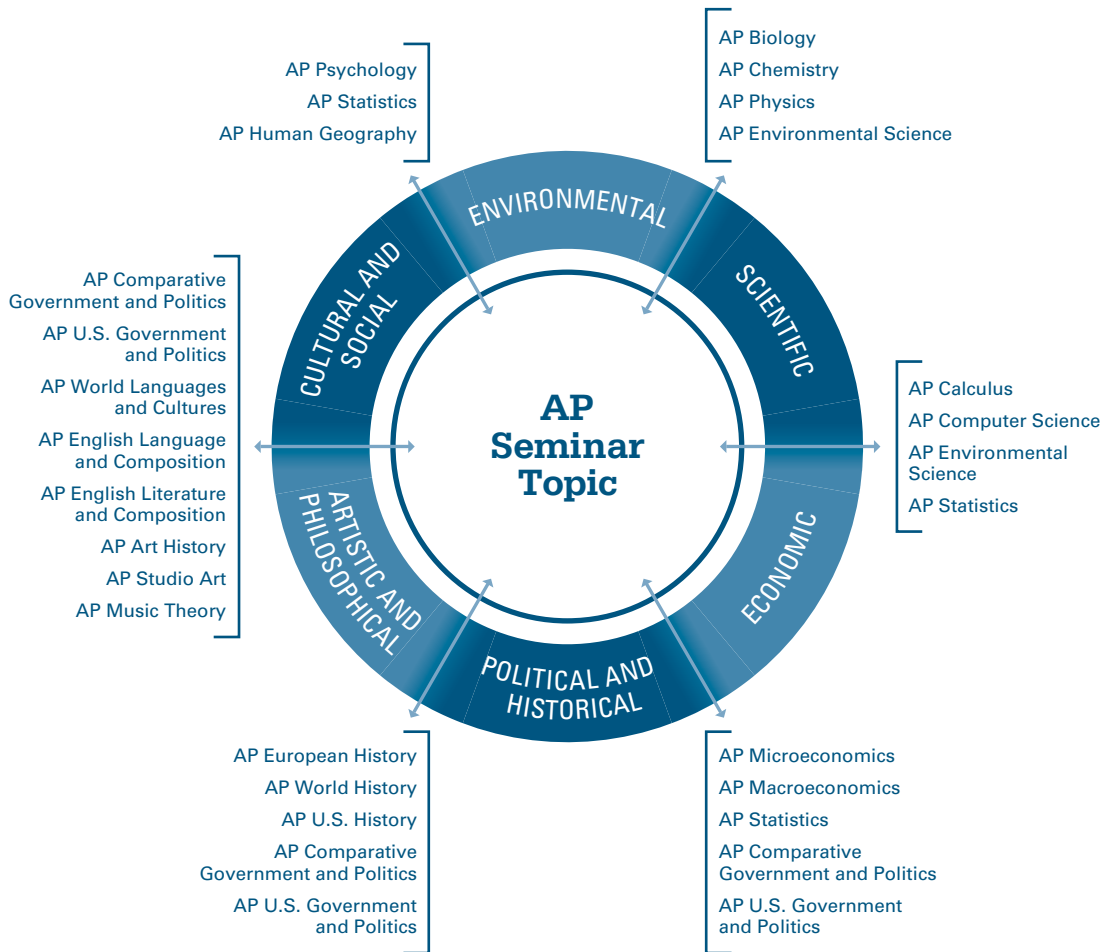 AP Psychology
AP Statistics
AP Human Geography
AP Biology
AP Chemistry
AP Physics
AP Environmental Science
ENVIRONMENTAL
SCIENTIFIC
ECONOMIC
POLITICAL AND
HISTORICAL
ARTISTIC AND
PHILOSOPHICAL
CULTURAL AND
SOCIAL
AP
Seminar
Topic
AP Comparative
Government and Politics
AP U.S. Government
and Politics
AP World Languages
and Cultures
AP English Language
and Composition
AP English Literature
and Composition
AP Art History
AP Studio Art
AP Music Theory
AP Calculus
AP Computer Science
AP Environmental
Science
AP Statistics
AP European History
AP World History
AP U.S. History
AP Comparative
Government and Politics
AP U.S. Government
and Politics
AP Microeconomics
AP Macroeconomics
AP Statistics
AP Comparative
Government and Politics
AP U.S. Government
and Politics